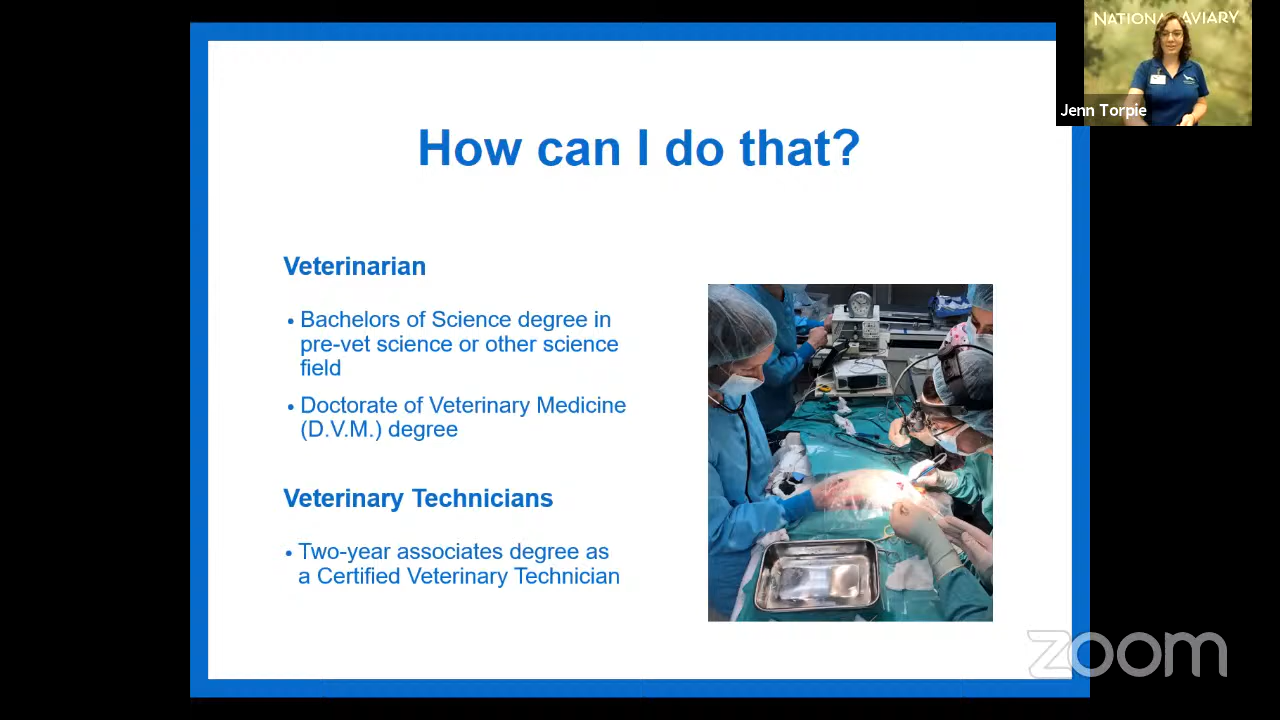 NATIONAL AVIARY
Jenn Torpie
How can I do that?
Veterinarian
• Bachelors of Science degree in
pre-vet science or other science
field
• Doctorate of Veterinary Medicine
(D.V.M.) degree
Veterinary Technicians
• Two-year associates degree as
a Certified Veterinary Technician
zoom